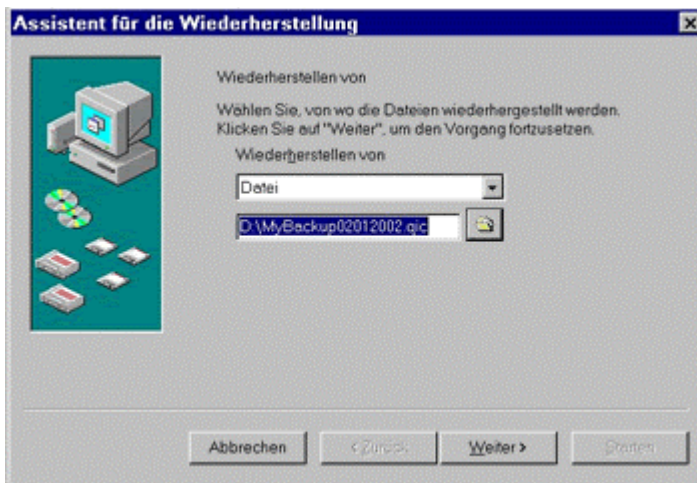 Assistent für die Wiederherstellung
Wiederherstellen von
Wählen Sie, von wo die Dateien wiederhergestellt werden.
Klicken Sie auf "Weiter", um den Vorgang fortzusetzen.
Wiederherstellen von
Datei
D:\MyBackup02012002.qic
Abbrechen
< Zurück
Weiter >
Starten